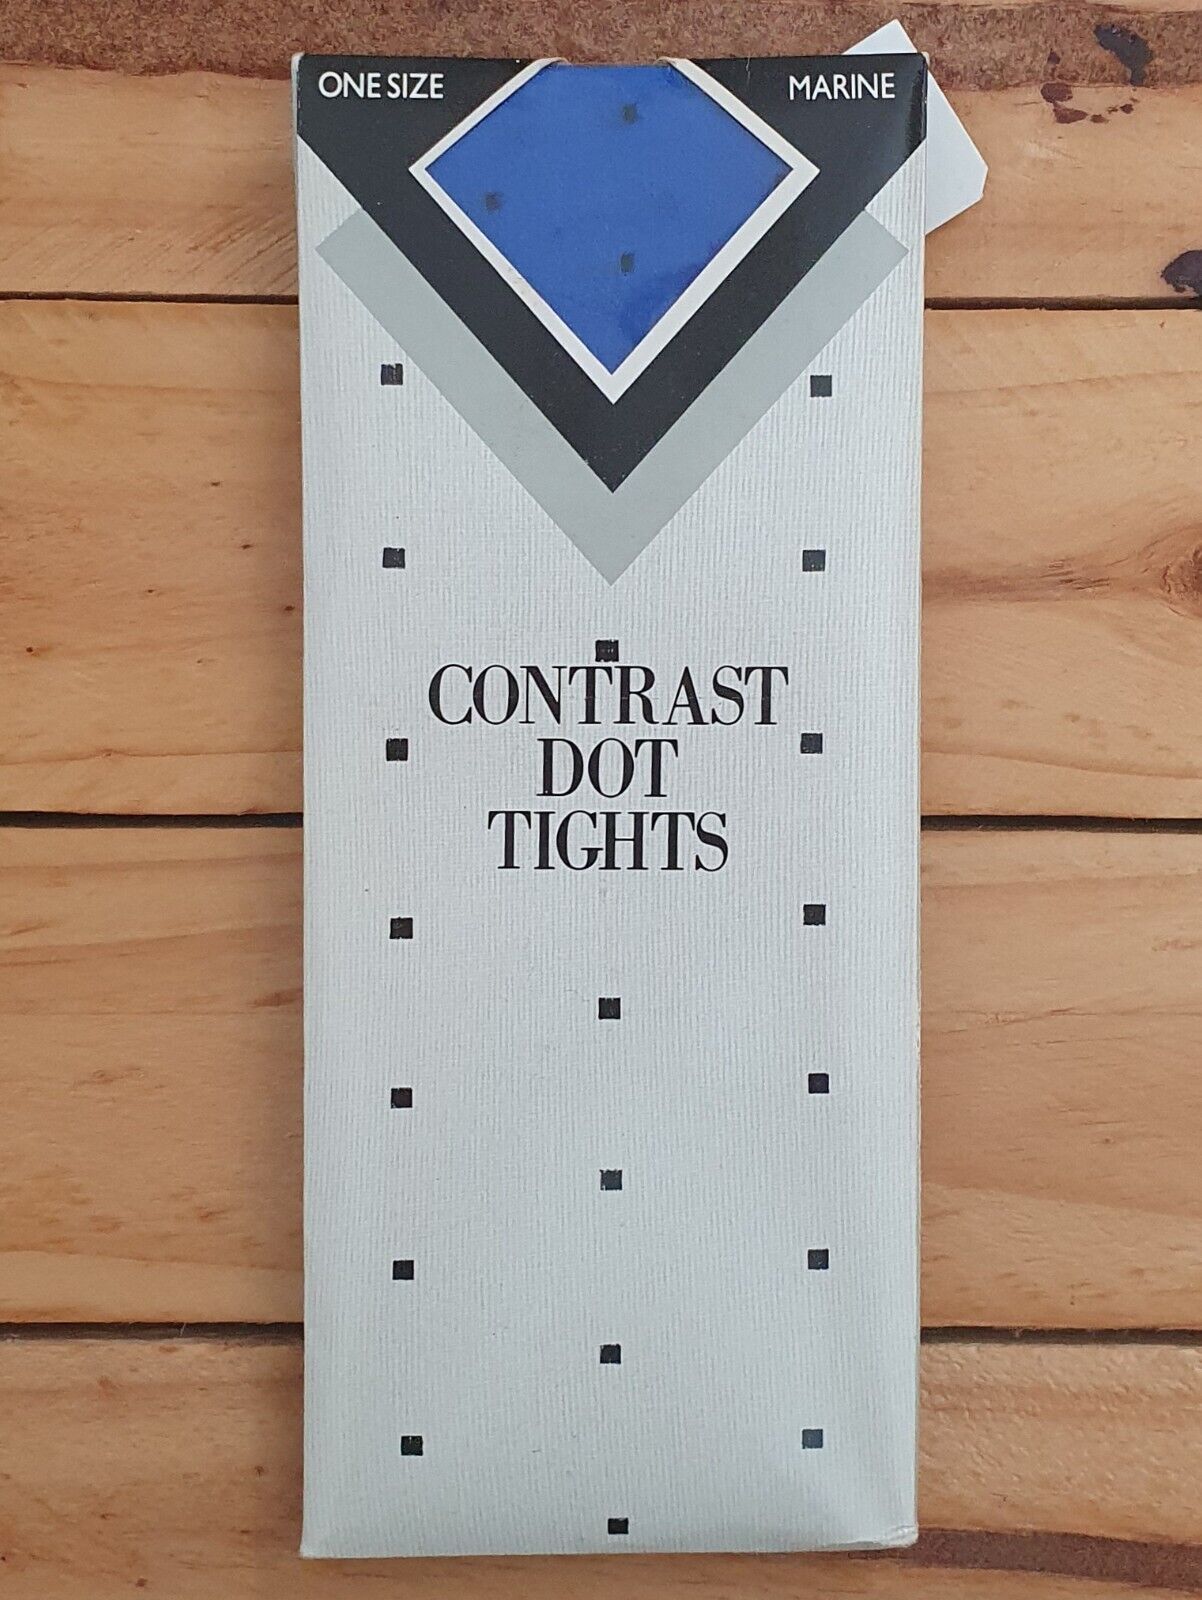 ONE SIZE
MARINE
CONTRAST
DOT
TIGHTS